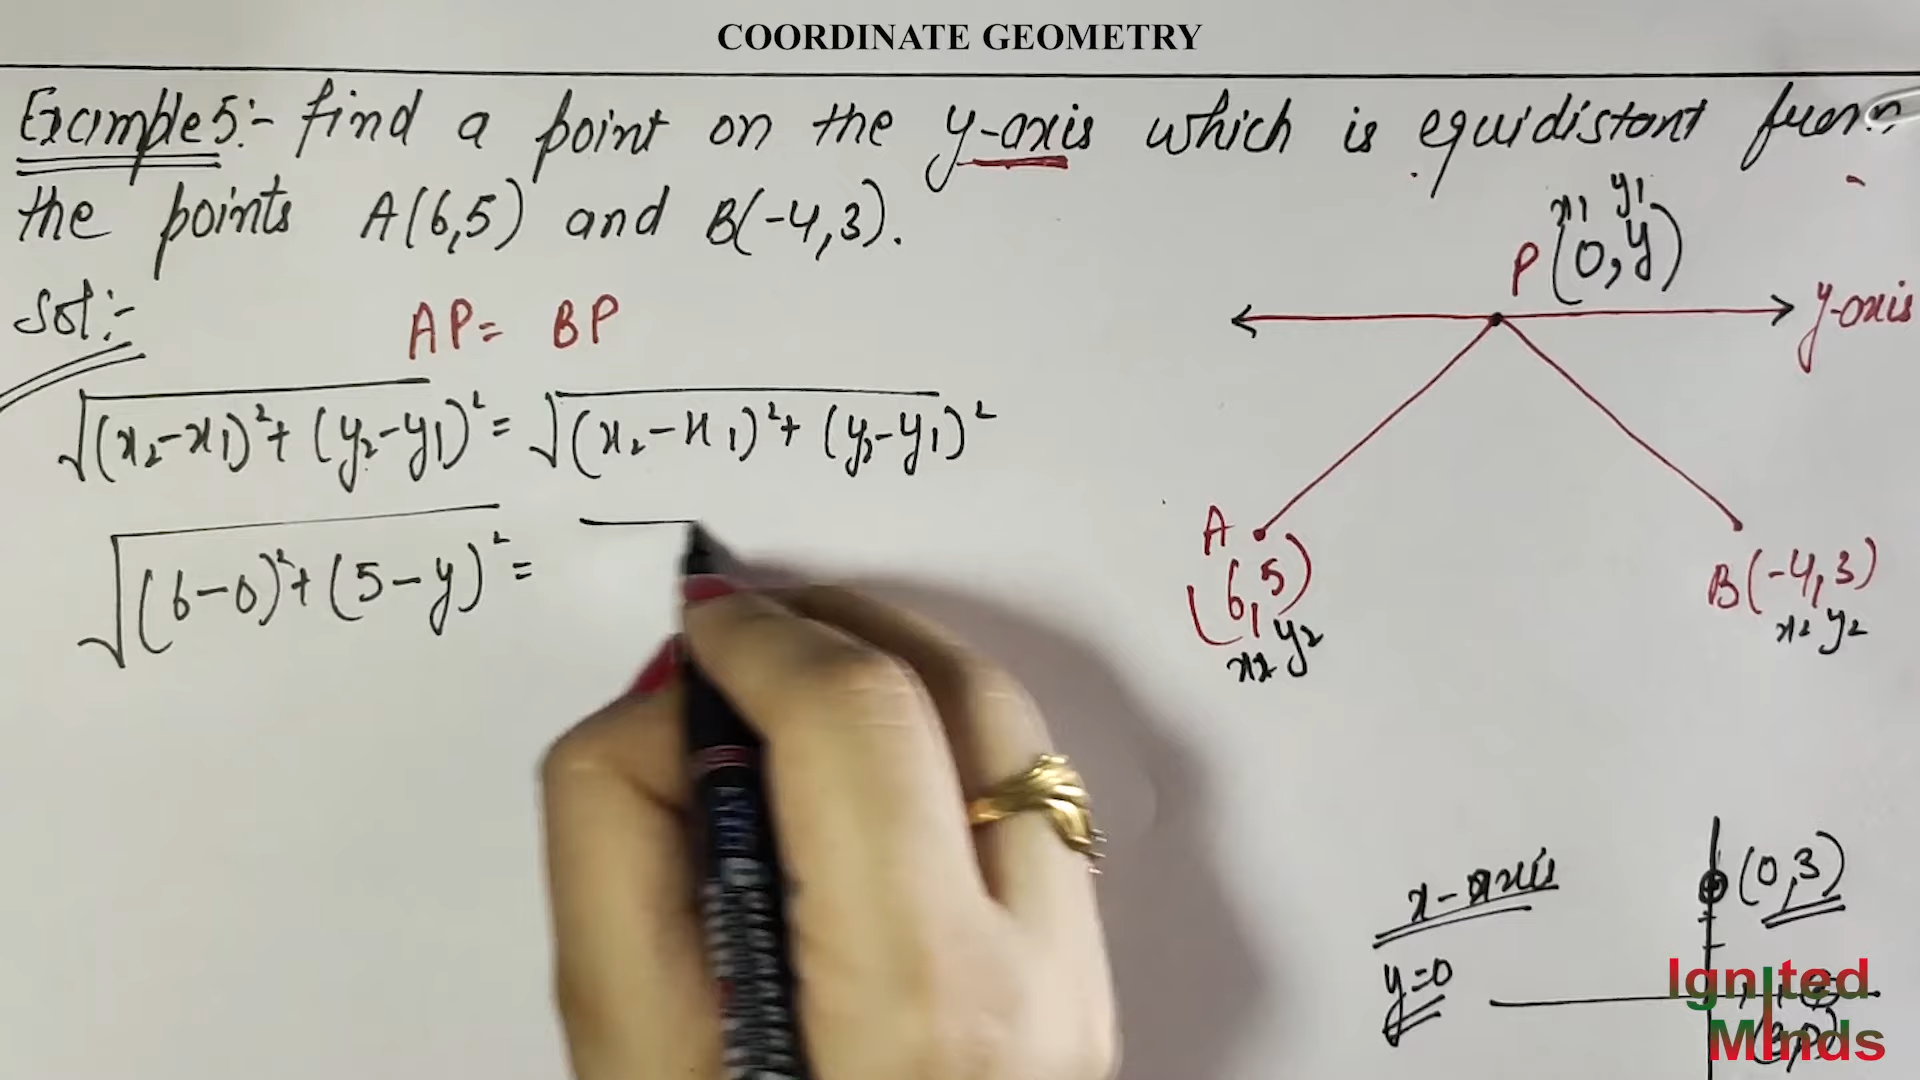 COORDINATE GEOMETRY
Example 5:- find a point on the y-axis which is equidistant from
the points A(6,5) and B(-4,3).
Sol:-
AP = BP
√(x₂-x₁)²+(y₂-y₁)² = √(x₂-x₁)²+(y₂-y₁)²
√(6-0)²+(5-y)² =
x₁ y₁
P(0,y)
y-axis
A
(6,5)
x₂ y₂
B(-4,3)
x₂ y₂
x-axis
y=0
(0,3)
Ignited
Minds